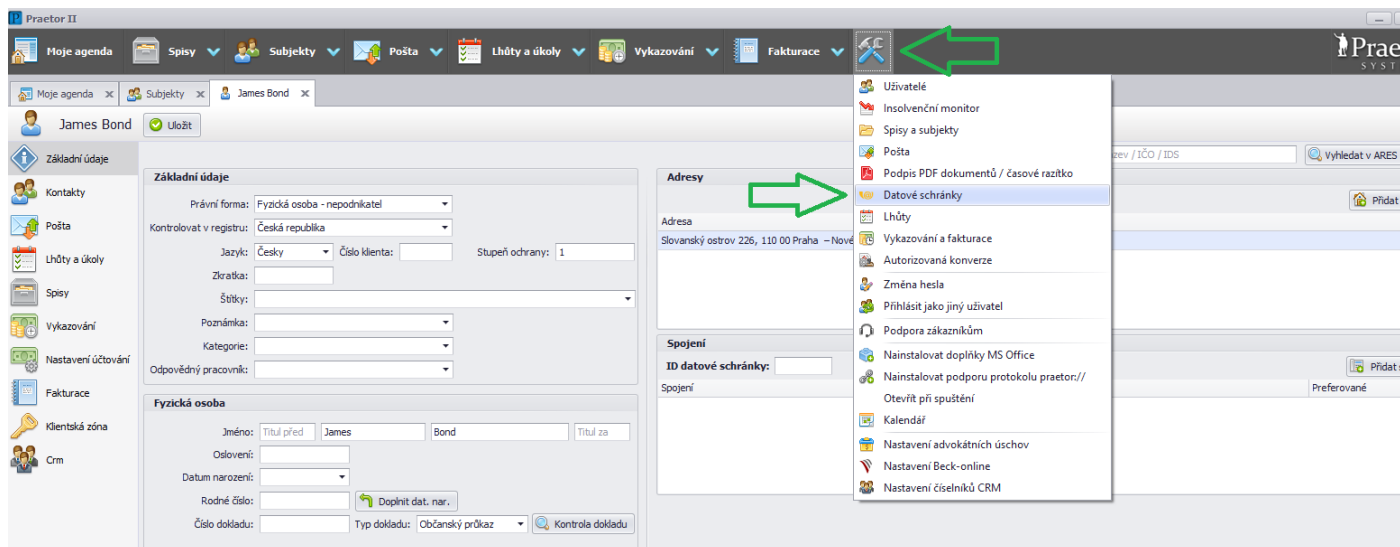 Praetor II
Moje agenda
Spisy
Subjekty
Pošta
Lhůty a úkoly
Vykazování
Fakturace
Moje agenda x
Subjekty x
James Bond x
James Bond
Uložit
Základní údaje
Kontakty
Pošta
Lhůty a úkoly
Spisy
Vykazování
Nastavení účtování
Fakturace
Klientská zóna
Crm
Základní údaje
Právní forma: Fyzická osoba - nepodnikatel
Kontrolovat v registru: Česká republika
Jazyk: Česky Číslo klienta: Stupeň ochrany: 1
Zkratka:
Štítky:
Poznámka:
Kategorie:
Odpovědný pracovník:
Fyzická osoba
Jméno: Titul před James Bond Titul za
Oslovení:
Datum narození:
Rodné číslo: Doplnit dat. nar.
Číslo dokladu: Typ dokladu: Občanský průkaz Kontrola dokladu
IČO / IDS
Vyhledat v ARES
Adresy
Přidat
Adresa
Slovanský ostrov 226, 110 00 Praha – Nové
Spojení
ID datové schránky:
Přidat
Spojení
Preferované
Uživatelé
Insolvenční monitor
Spisy a subjekty
Pošta
Podpis PDF dokumentů / časové razítko
Datové schránky
Lhůty
Vykazování a fakturace
Autorizovaná konverze
Změna hesla
Přihlásit jako jiný uživatel
Podpora zákazníkům
Nainstalovat doplňky MS Office
Nainstalovat podporu protokolu praetor://
Otevřít při spuštění
Kalendář
Nastavení advokátních úschov
Nastavení Beck-online
Nastavení číselníků CRM